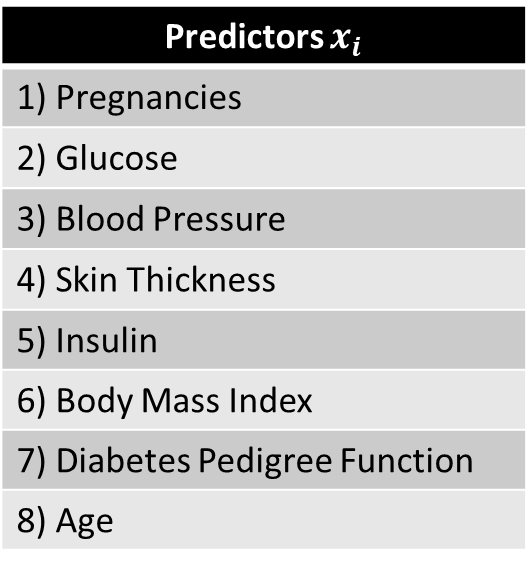 Predictors xᵢ
1) Pregnancies
2) Glucose
3) Blood Pressure
4) Skin Thickness
5) Insulin
6) Body Mass Index
7) Diabetes Pedigree Function
8) Age